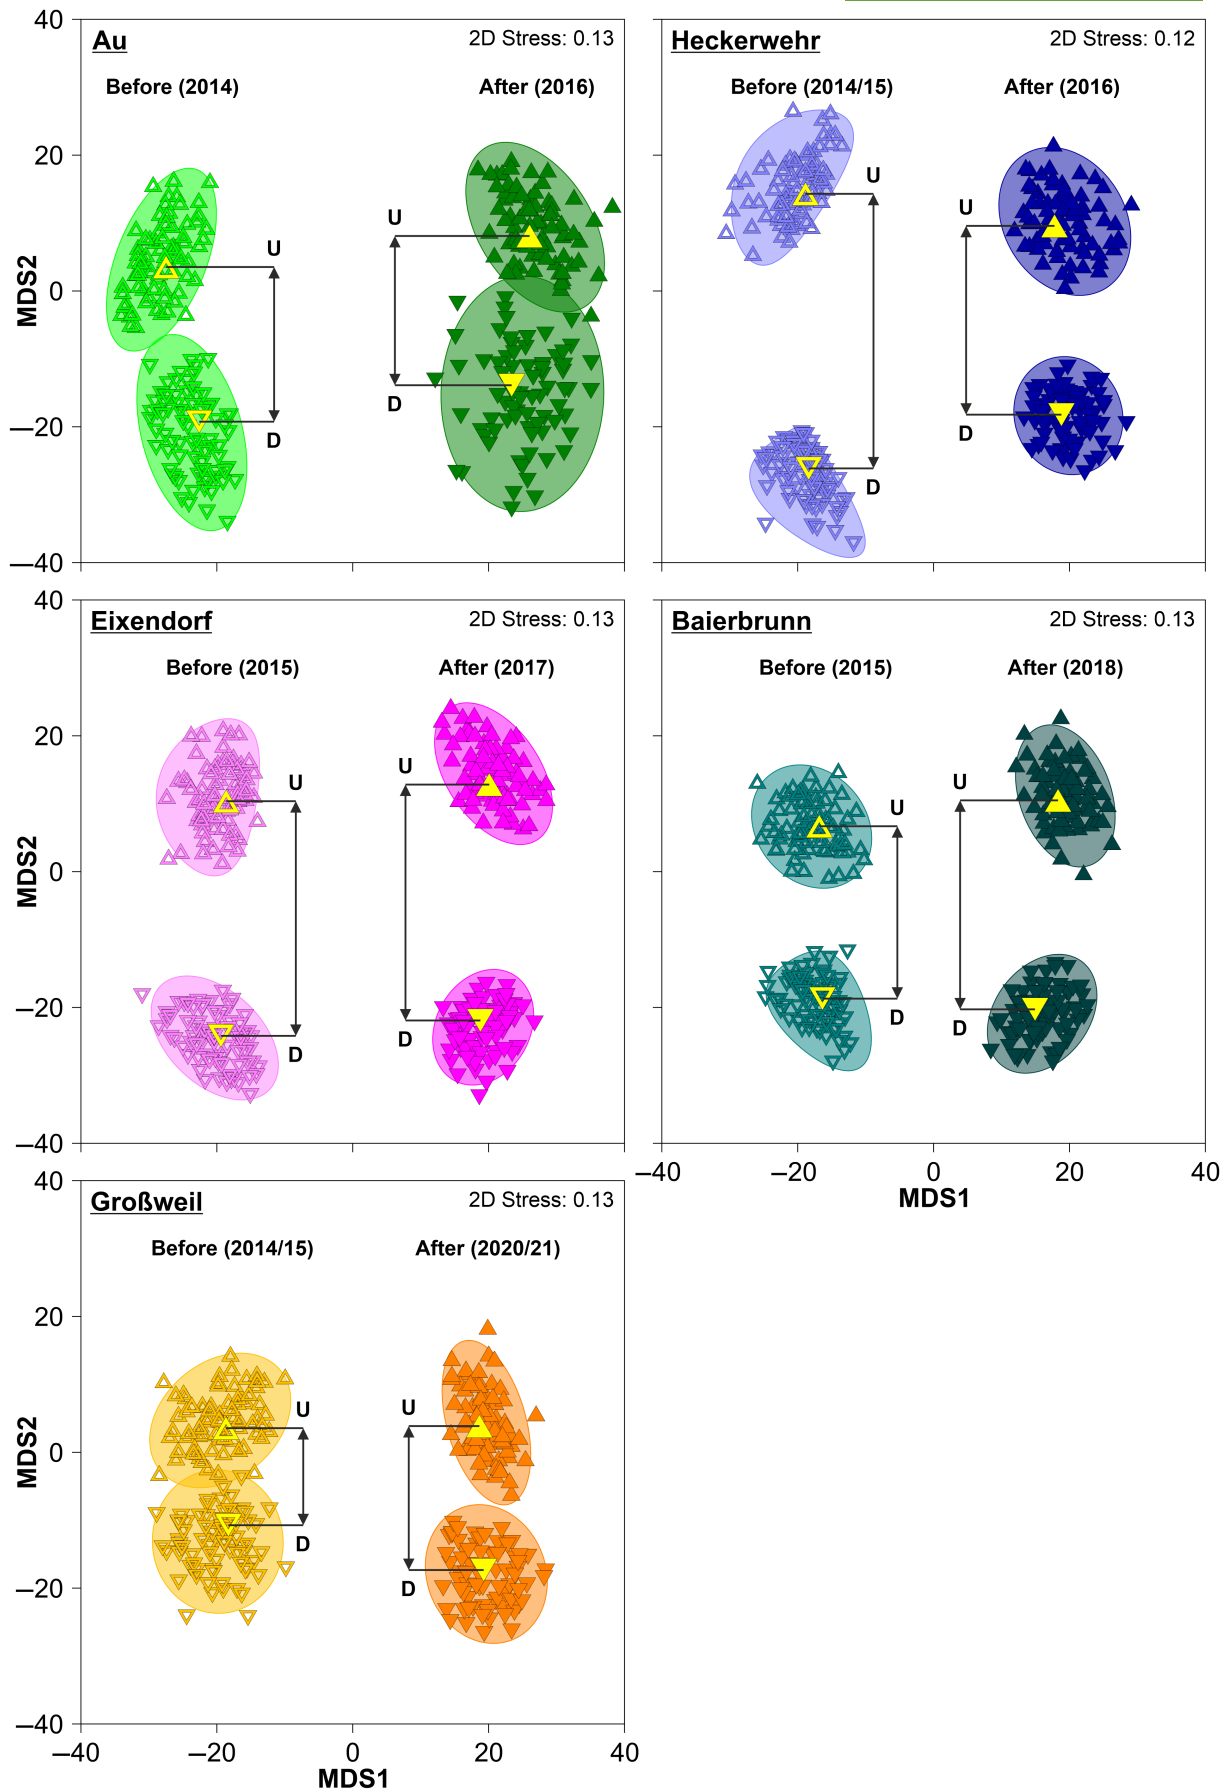 Au
2D Stress: 0.13
Before (2014)
After (2016)
U
D
U
D
40
20
0
–20
–40
MDS2
Heckerwehr
2D Stress: 0.12
Before (2014/15)
After (2016)
U
D
U
D
Eixendorf
2D Stress: 0.13
Before (2015)
After (2017)
U
D
U
D
40
20
0
–20
–40
MDS2
Baierbrunn
2D Stress: 0.13
Before (2015)
After (2018)
U
D
U
D
–40
–20
0
20
40
MDS1
Großweil
2D Stress: 0.13
Before (2014/15)
After (2020/21)
U
D
U
D
40
20
0
–20
–40
MDS2
–40
–20
0
20
40
MDS1